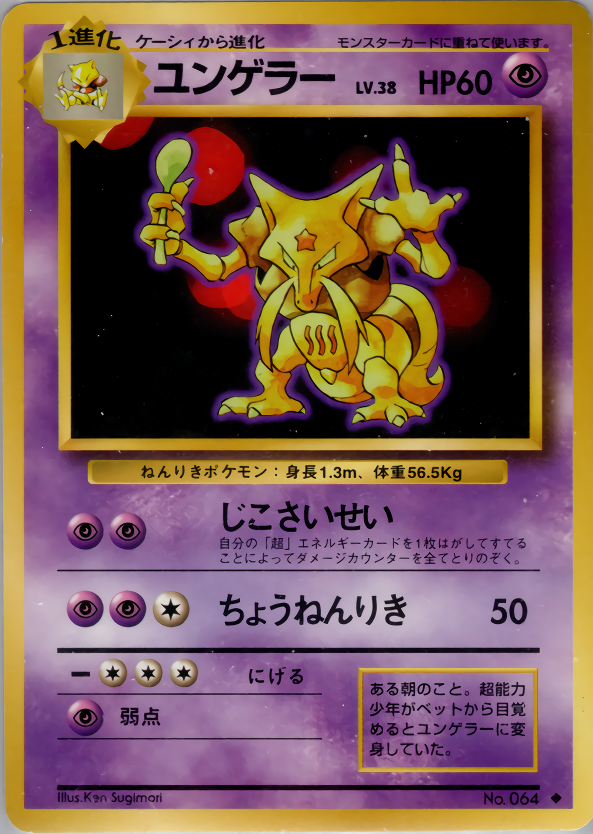 1進化 ケーシィから進化 モンスターカードに重ねて使います。
ユンゲラー LV.38 HP60
ねんりきポケモン：身長1.3m、体重56.5Kg
じこさいせい
自分の「超」エネルギーカードを1枚はがしてすてる
ことによってダメージカウンターを全てとりのぞく。
ちょうねんりき 50
にげる
弱点
ある朝のこと。超能力
少年がベットから目覚
めるとユンゲラーに変
身していた。
Illus.Ken Sugimori No. 064